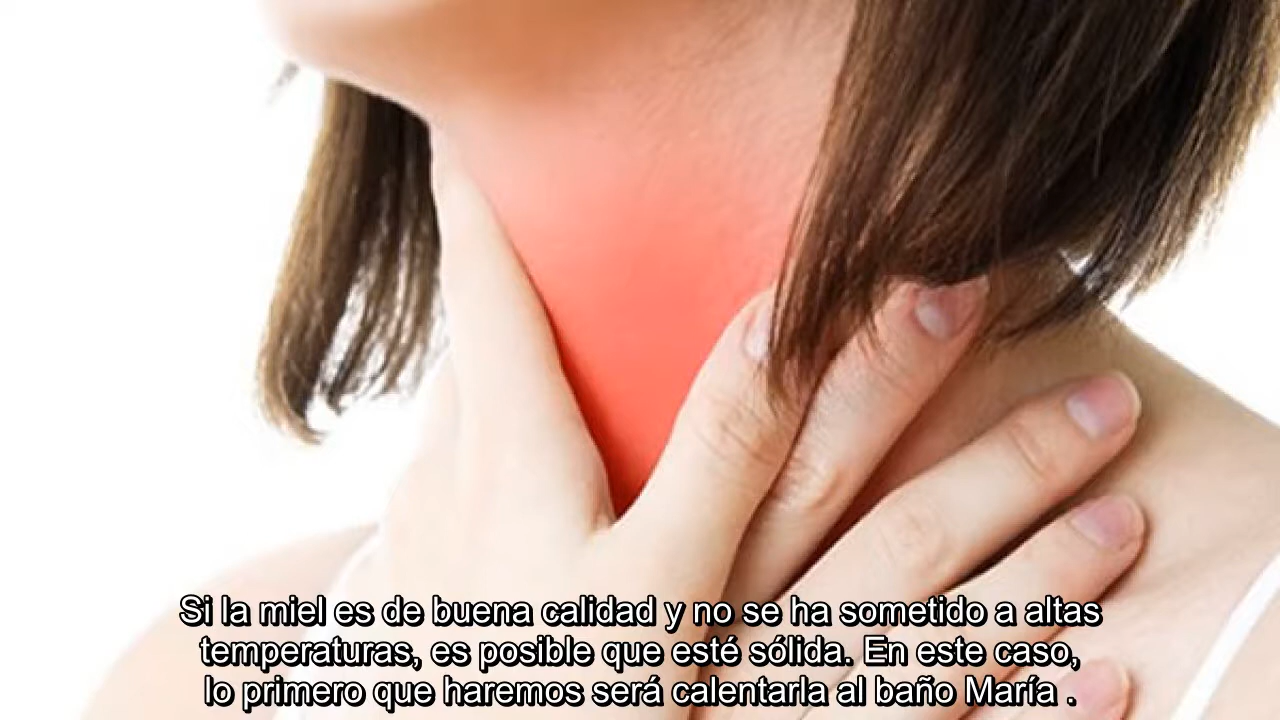 Si la miel es de buena calidad y no se ha sometido a altas
temperaturas, es posible que esté sólida. En este caso,
lo primero que haremos será calentarla al baño María .